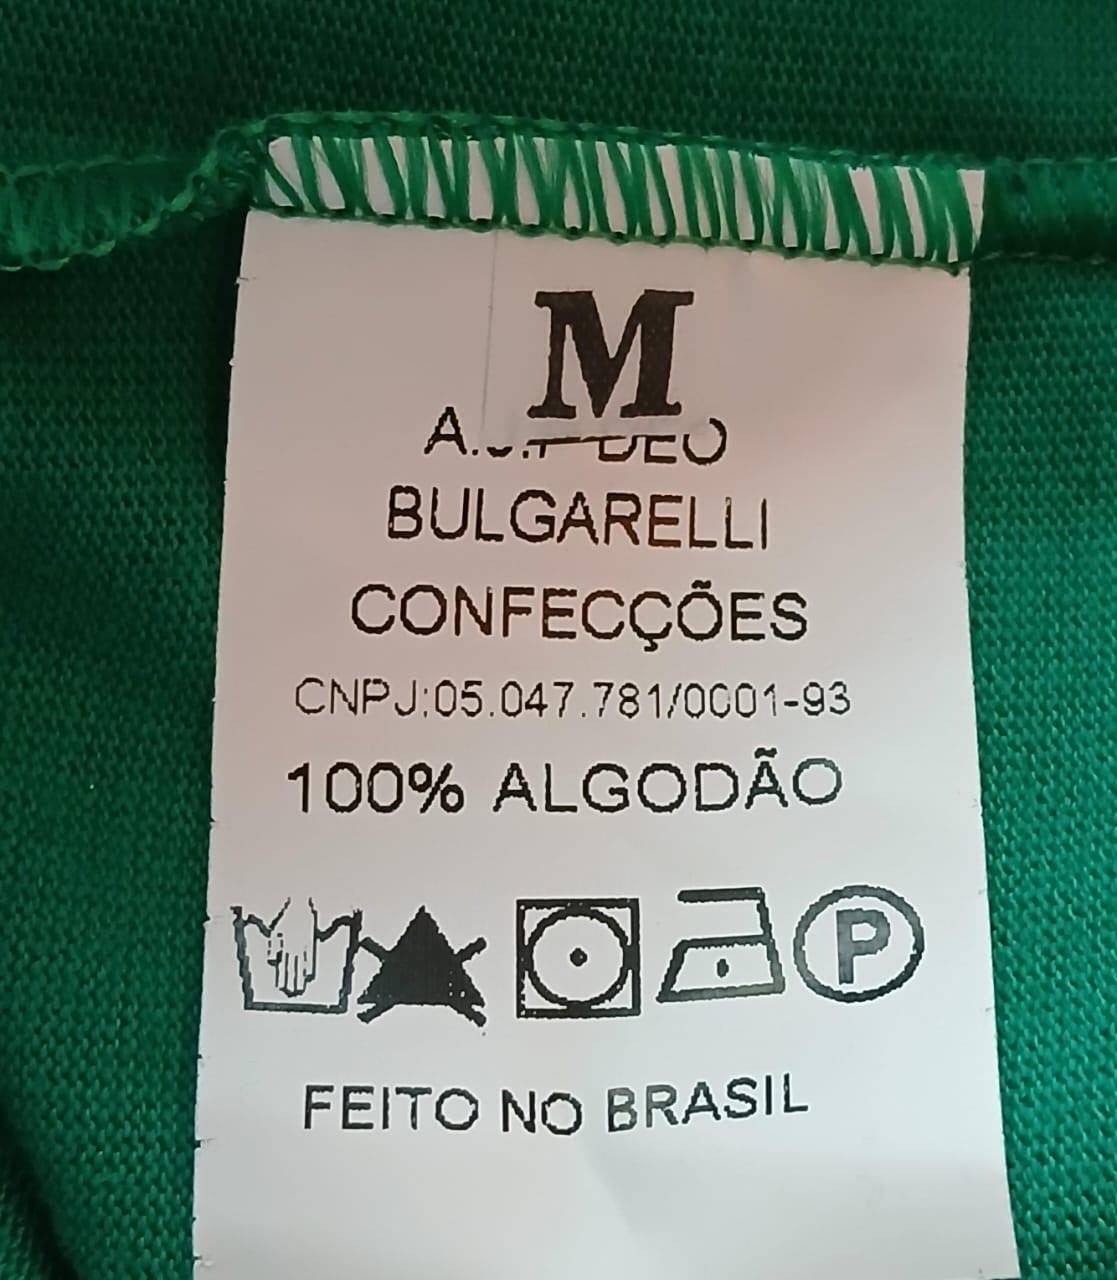 M
BULGARELLI
CONFECÇÕES
CNPJ:05.047.781/0001-93
100% ALGODÃO
P
FEITO NO BRASIL